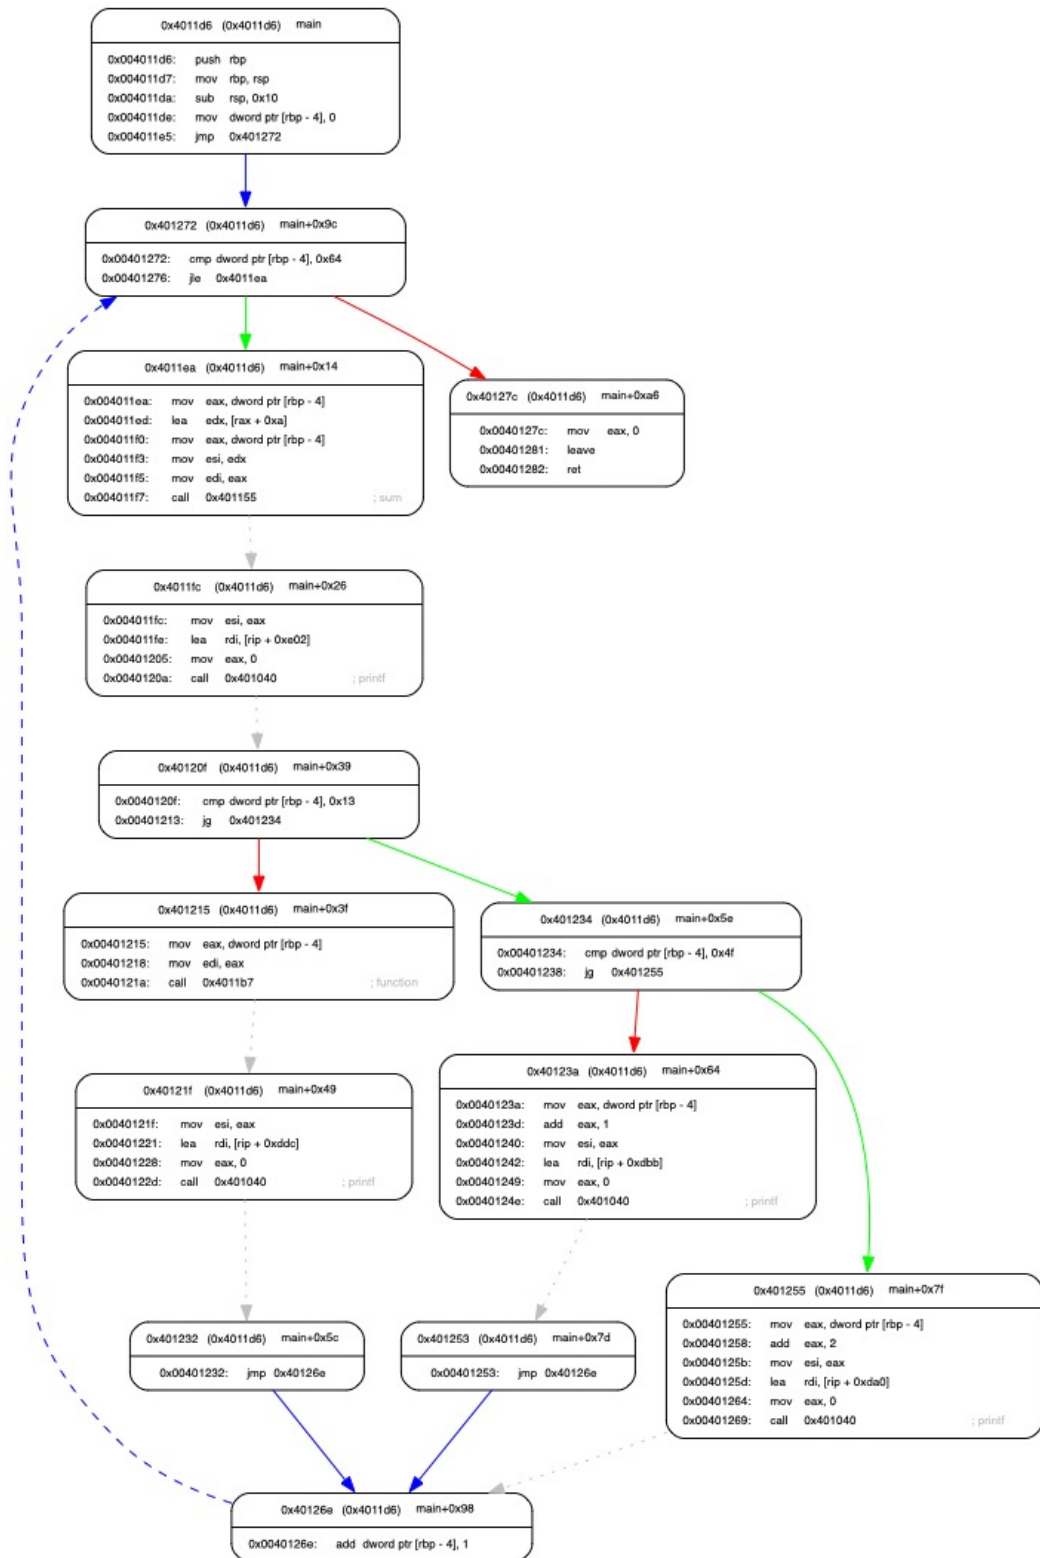 0x4011d6 (0x4011d6) main
0x004011d6: push rbp
0x004011d7: mov rbp, rsp
0x004011da: sub rsp, 0x10
0x004011de: mov dword ptr [rbp - 4], 0
0x004011e5: jmp 0x401272
0x401272 (0x4011d6) main+0x9c
0x00401272: cmp dword ptr [rbp - 4], 0x64
0x00401276: jle 0x4011ea
0x4011ea (0x4011d6) main+0x14
0x004011ea: mov eax, dword ptr [rbp - 4]
0x004011ed: lea edx, [rax + 0xa]
0x004011f0: mov eax, dword ptr [rbp - 4]
0x004011f3: mov esi, edx
0x004011f5: mov edi, eax
0x004011f7: call 0x401155 ; sum
0x40127c (0x4011d6) main+0xa6
0x0040127c: mov eax, 0
0x00401281: leave
0x00401282: ret
0x4011fc (0x4011d6) main+0x26
0x004011fc: mov esi, eax
0x004011fe: lea rdi, [rip + 0xe02]
0x00401205: mov eax, 0
0x0040120a: call 0x401040 ; printf
0x40120f (0x4011d6) main+0x39
0x0040120f: cmp dword ptr [rbp - 4], 0x13
0x00401213: jg 0x401234
0x401215 (0x4011d6) main+0x3f
0x00401215: mov eax, dword ptr [rbp - 4]
0x00401218: mov edi, eax
0x0040121a: call 0x4011b7 ; function
0x401234 (0x4011d6) main+0x5e
0x00401234: cmp dword ptr [rbp - 4], 0x4f
0x00401238: jg 0x401255
0x40121f (0x4011d6) main+0x49
0x0040121f: mov esi, eax
0x00401221: lea rdi, [rip + 0xddc]
0x00401228: mov eax, 0
0x0040122d: call 0x401040 ; printf
0x40123a (0x4011d6) main+0x64
0x0040123a: mov eax, dword ptr [rbp - 4]
0x0040123d: add eax, 1
0x00401240: mov esi, eax
0x00401242: lea rdi, [rip + 0xdbb]
0x00401249: mov eax, 0
0x0040124e: call 0x401040 ; printf
0x401255 (0x4011d6) main+0x7f
0x00401255: mov eax, dword ptr [rbp - 4]
0x00401258: add eax, 2
0x0040125b: mov esi, eax
0x0040125d: lea rdi, [rip + 0xda0]
0x00401264: mov eax, 0
0x00401269: call 0x401040 ; printf
0x401232 (0x4011d6) main+0x5c
0x00401232: jmp 0x40126e
0x401253 (0x4011d6) main+0x7d
0x00401253: jmp 0x40126e
0x40126e (0x4011d6) main+0x98
0x0040126e: add dword ptr [rbp - 4], 1